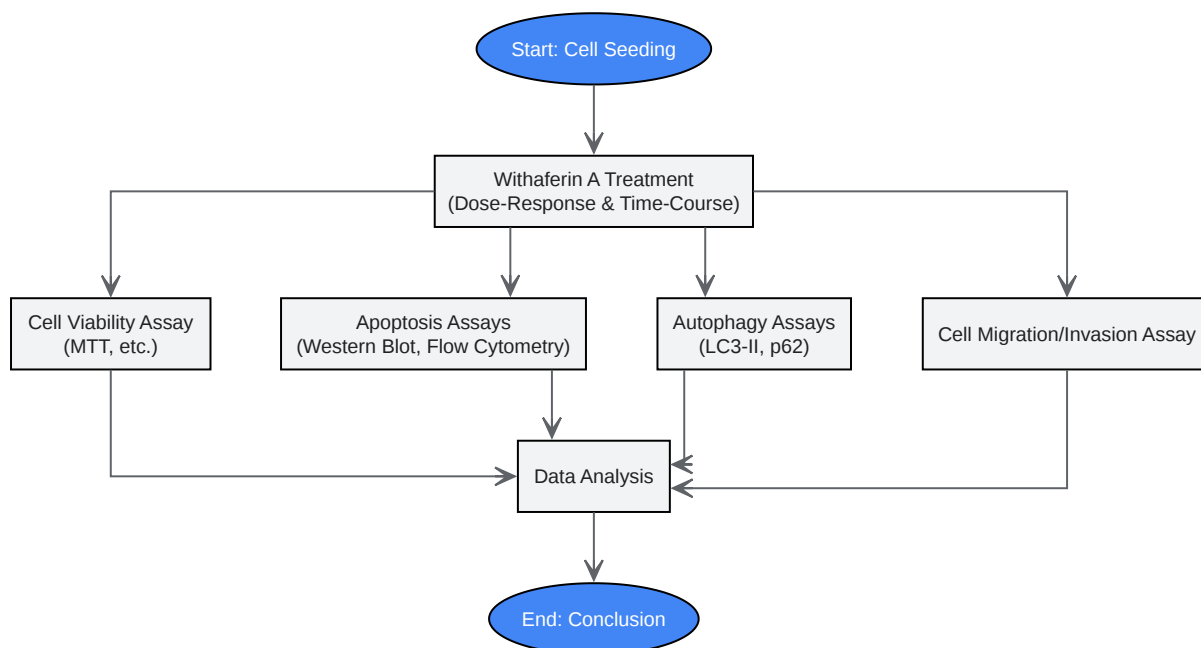 Start: Cell Seeding
Withaferin A Treatment
(Dose-Response & Time-Course)
Cell Viability Assay
(MTT, etc.)
Apoptosis Assays
(Western Blot, Flow Cytometry)
Autophagy Assays
(LC3-II, p62)
Cell Migration/Invasion Assay
Data Analysis
End: Conclusion